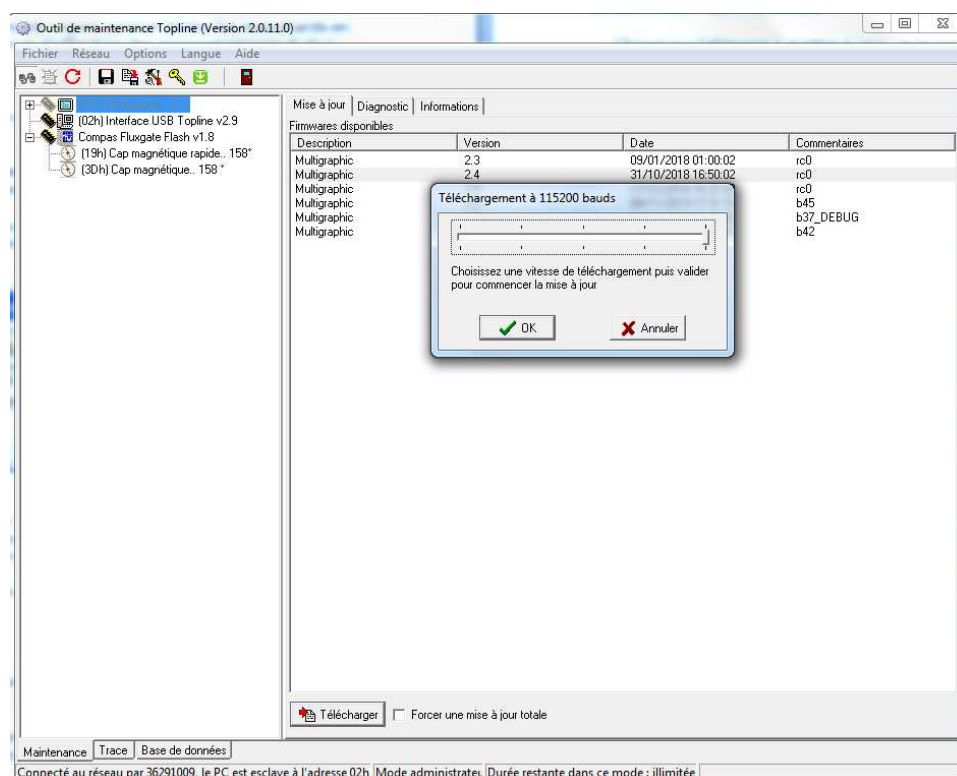 Outil de maintenance Topline (Version 2.0.11.0)
Fichier Réseau Options Langue Aide
(02h) Interface USB Topline v2.9
Compas Fluxgate Flash v1.8
(19h) Cap magnétique rapide.. 158°
(3Dh) Cap magnétique.. 158 °
Mise à jour Diagnostic Informations
Firmwares disponibles
Description Version Date Commentaires
Multigraphic 2.3 09/01/2018 01:00:02 rc0
Multigraphic 2.4 31/10/2018 16:50:02 rc0
Multigraphic rc0
Multigraphic b45
Multigraphic b37_DEBUG
Multigraphic b42
Téléchargement à 115200 bauds
Choisissez une vitesse de téléchargement puis valider
pour commencer la mise à jour
OK Annuler
Télécharger Forcer une mise à jour totale
Maintenance Trace Base de données
Connecté au réseau par 36291009, le PC est esclave à l'adresse 02h Mode administrateu Durée restante dans ce mode : illimitée